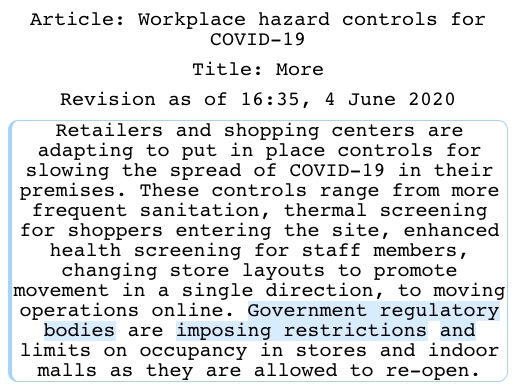 Article: Workplace hazard controls for
COVID-19
Title: More
Revision as of 16:35, 4 June 2020
Retailers and shopping centers are
adapting to put in place controls for
slowing the spread of COVID-19 in their
premises. These controls range from more
frequent sanitation, thermal screening
for shoppers entering the site, enhanced
health screening for staff members,
changing store layouts to promote
movement in a single direction, to moving
operations online. Government regulatory
bodies are imposing restrictions and
limits on occupancy in stores and indoor
malls as they are allowed to re-open.